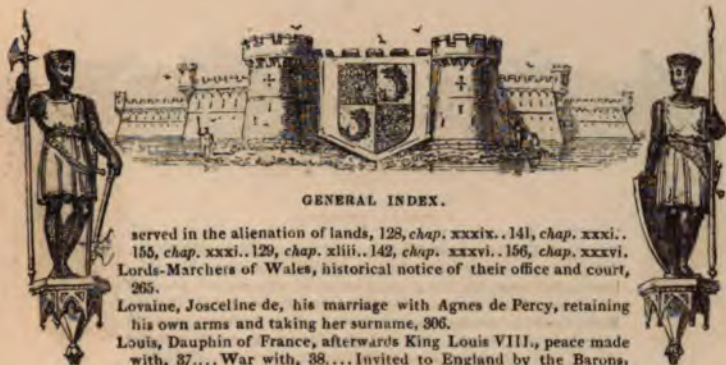 GENERAL INDEX.
served in the alienation of lands, 128, chap. xxxix..141, chap. xxxi..
155, chap. xxxi..129, chap. xliii..142, chap. xxxvi..156, chap. xxxvi.
Lords-Marchers of Wales, historical notice of their office and court,
265.
Lovaine, Josceline de, his marriage with Agnes de Percy, retaining
his own arms and taking her surname, 306.
Louis, Dauphin of France, afterwards King Louis VIII., peace made
with, 37....War with, 38....Invited to England by the Barons,